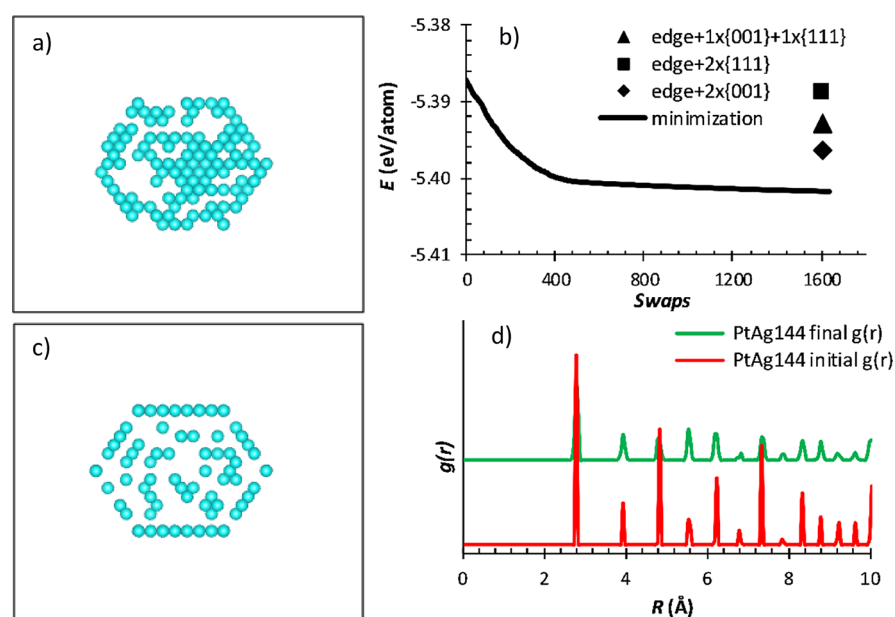 a)
b)
-5.38
-5.39
-5.40
-5.41
E (eV/atom)
edge+1x{001}+1x{111}
edge+2x{111}
edge+2x{001}
minimization
0 400 800 1200 1600
Swaps
c)
d)
PtAg144 final g(r)
PtAg144 initial g(r)
g(r)
0 2 4 6 8 10
R (Å)